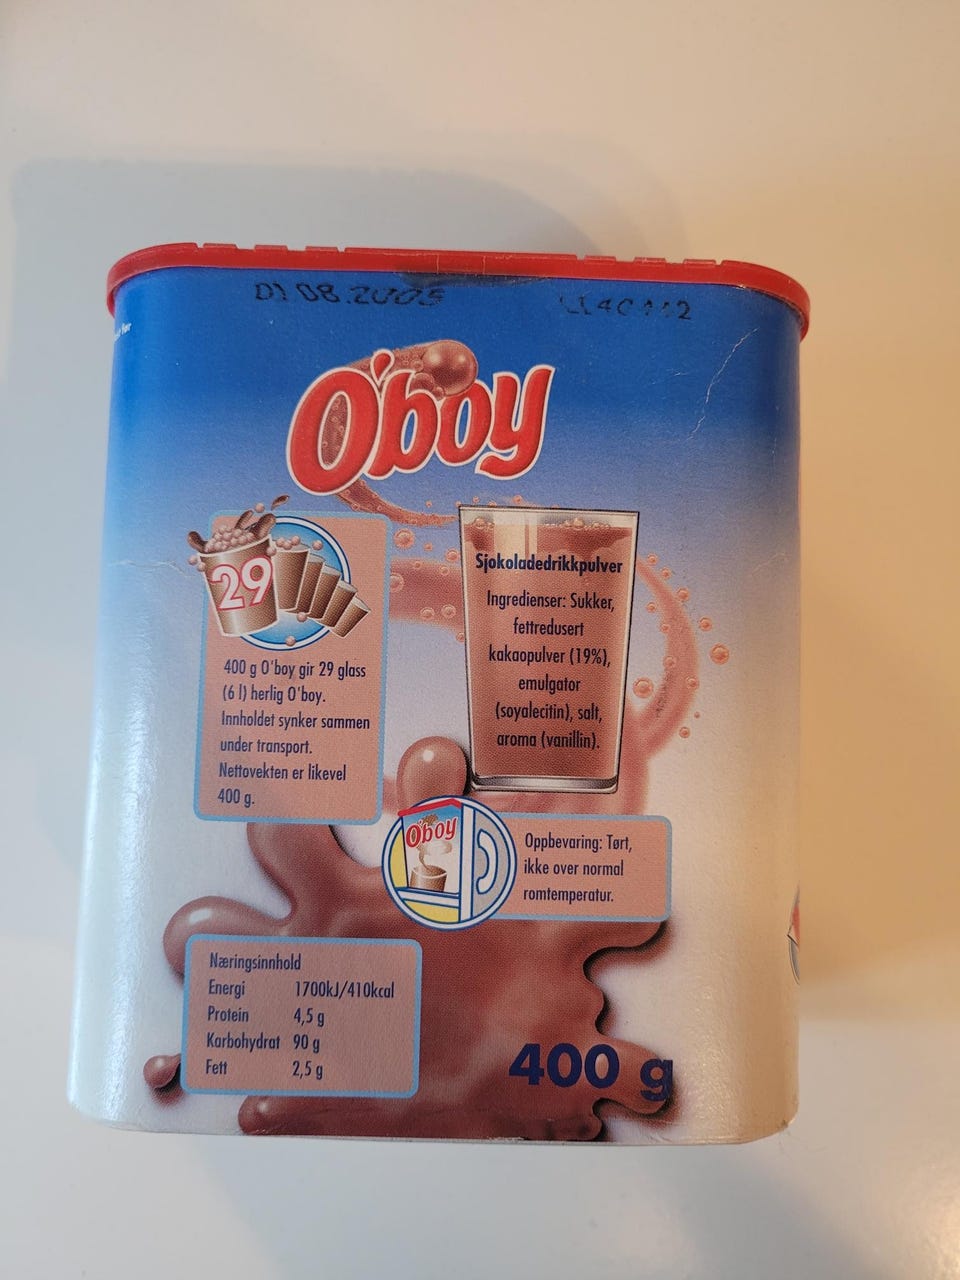 01.08.2005
O'boy
29
400 g O'boy gir 29 glass
(6 l) herlig O'boy.
Innholdet synker sammen
under transport.
Nettovekten er likevel
400 g.
Sjokoladedrikkpulver
Ingredienser: Sukker,
fettredusert
kakaopulver (19%),
emulgator
(soyalecitin), salt,
aroma (vanillin).
O'boy
Oppbevaring: Tørt,
ikke over normal
romtemperatur.
Næringsinnhold
Energi 1700kJ/410kcal
Protein 4,5 g
Karbohydrat 90 g
Fett 2,5 g
400 g